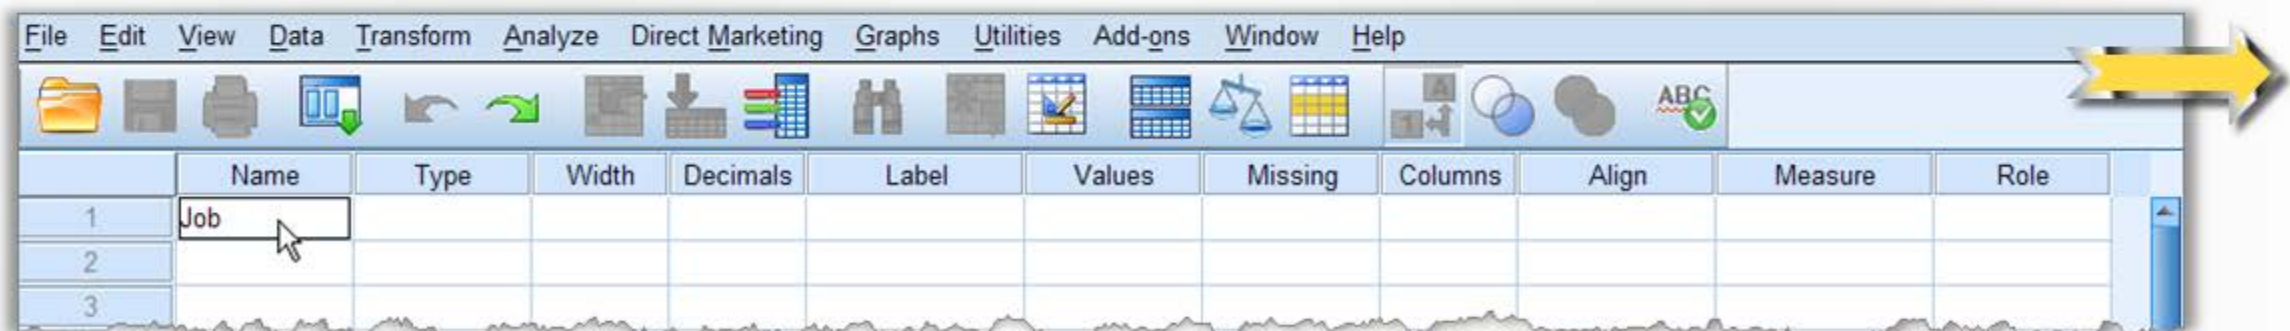 File Edit View Data Transform Analyze Direct Marketing Graphs Utilities Add-ons Window Help
A
1
ABC
Name Type Width Decimals Label Values Missing Columns Align Measure Role
1 Job
2
3